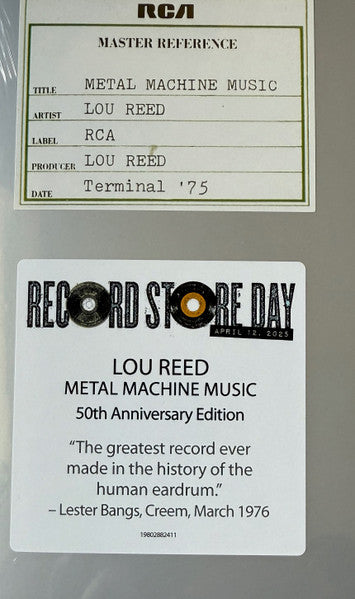 RCA
MASTER REFERENCE
TITLE METAL MACHINE MUSIC
ARTIST LOU REED
LABEL RCA
PRODUCER LOU REED
DATE Terminal '75
RECORD STORE DAY
APRIL 12, 2025
LOU REED
METAL MACHINE MUSIC
50th Anniversary Edition
“The greatest record ever
made in the history of the
human eardrum.”
– Lester Bangs, Creem, March 1976
19802882411